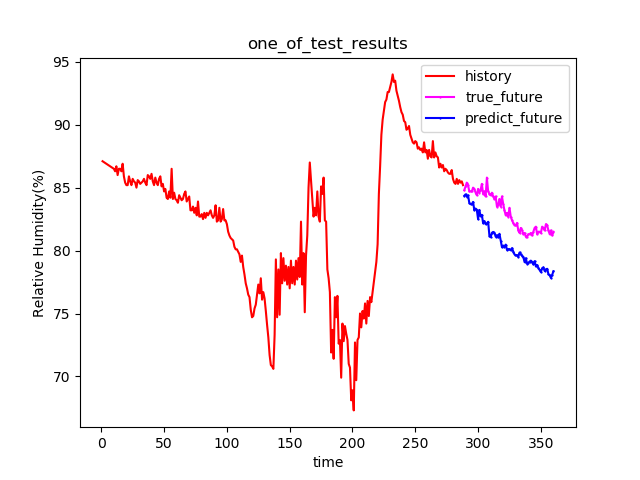 one_of_test_results
95
90
85
80
75
70
Relative Humidity(%)
0
50
100
150
200
250
300
350
time
history
true_future
predict_future